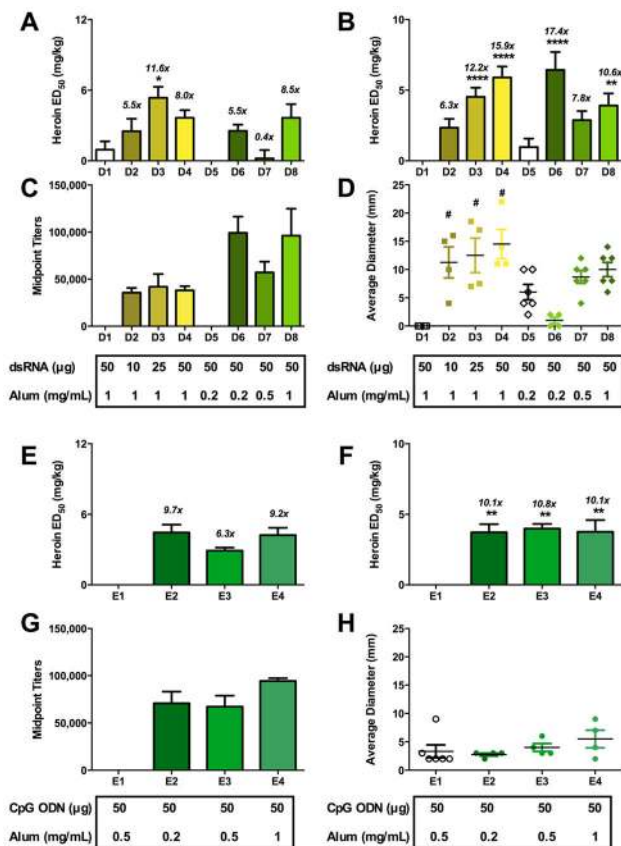 A
Heroin ED50 (mg/kg)
12
6
0
5.5x
11.6x
*
8.0x
5.5x
0.4x
8.5x
D1 D2 D3 D4 D5 D6 D7 D8
B
Heroin ED50 (mg/kg)
10
5
0
6.3x
12.2x
****
15.9x
****
17.4x
****
7.8x
10.6x
**
D1 D2 D3 D4 D5 D6 D7 D8
C
Midpoint Titers
150,000
100,000
50,000
0
D1 D2 D3 D4 D5 D6 D7 D8
D
Average Diameter (mm)
25
20
15
10
5
0
# # #
D1 D2 D3 D4 D5 D6 D7 D8
dsRNA (µg) 50 10 25 50 50 50 50 50
Alum (mg/mL) 1 1 1 1 0.2 0.2 0.5 1
dsRNA (µg) 50 10 25 50 50 50 50 50
Alum (mg/mL) 1 1 1 1 0.2 0.2 0.5 1
E
Heroin ED50 (mg/kg)
12
6
0
9.7x
6.3x
9.2x
E1 E2 E3 E4
F
Heroin ED50 (mg/kg)
10
5
0
10.1x
**
10.8x
**
10.1x
**
E1 E2 E3 E4
G
Midpoint Titers
150,000
100,000
50,000
0
E1 E2 E3 E4
H
Average Diameter (mm)
25
20
15
10
5
0
E1 E2 E3 E4
CpG ODN (µg) 50 50 50 50
Alum (mg/mL) 0.5 0.2 0.5 1
CpG ODN (µg) 50 50 50 50
Alum (mg/mL) 0.5 0.2 0.5 1